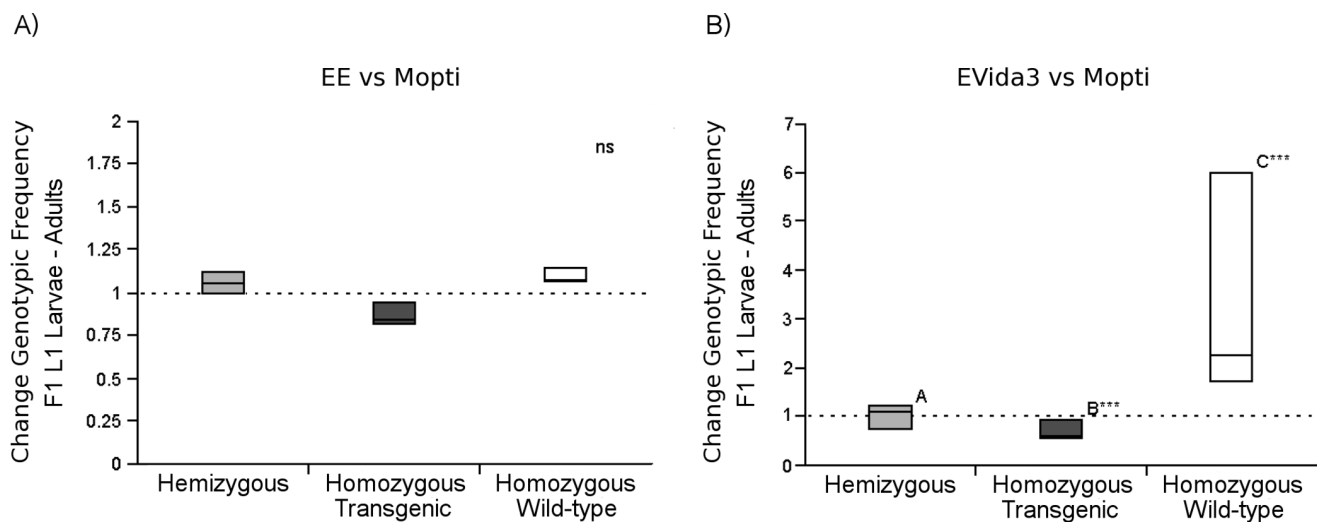 A)
EE vs Mopti
Change Genotypic Frequency
F1 L1 Larvae - Adults
2
1.75
1.5
1.25
1
0.75
0.5
0.25
0
ns
Hemizygous
Homozygous
Transgenic
Homozygous
Wild-type
B)
EVida3 vs Mopti
Change Genotypic Frequency
F1 L1 Larvae - Adults
7
6
5
4
3
2
1
0
A
B***
C***
Hemizygous
Homozygous
Transgenic
Homozygous
Wild-type